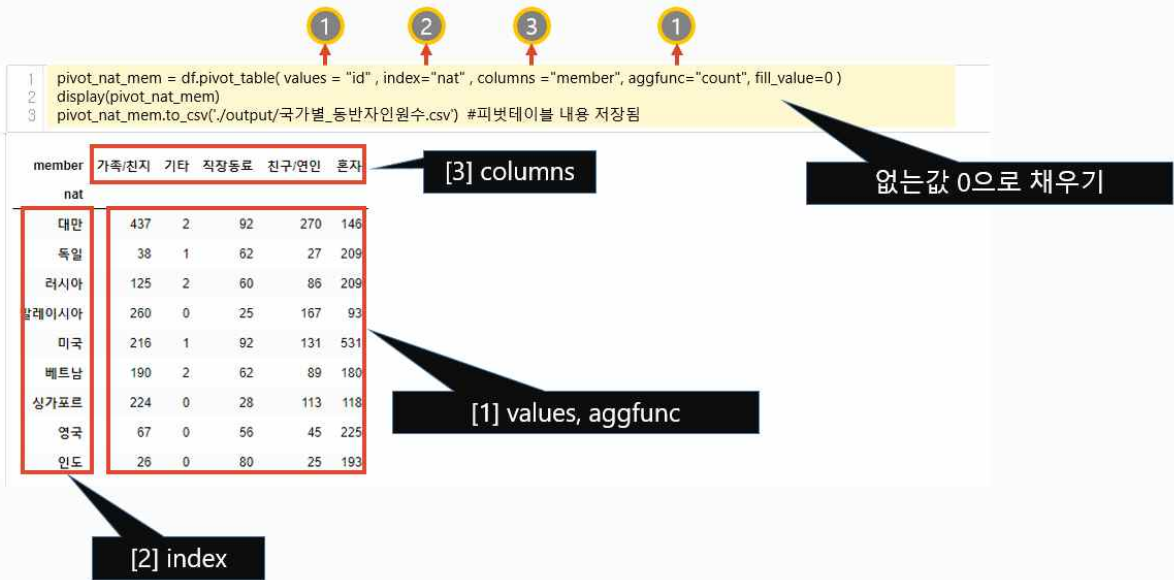 1 2 3 1
1 pivot_nat_mem = df.pivot_table( values = "id" , index="nat" , columns ="member", aggfunc="count", fill_value=0 )
2 display(pivot_nat_mem)
3 pivot_nat_mem.to_csv('./output/국가별_동반자인원수.csv') #피벗테이블 내용 저장됨
member 가족/친지 기타 직장동료 친구/연인 혼자
[3] columns
없는값 0으로 채우기
nat
대만 437 2 92 270 146
독일 38 1 62 27 209
러시아 125 2 60 86 209
말레이시아 260 0 25 167 93
미국 216 1 92 131 531
베트남 190 2 62 89 180
싱가포르 224 0 28 113 118
[1] values, aggfunc
영국 67 0 56 45 225
인도 26 0 80 25 193
[2] index